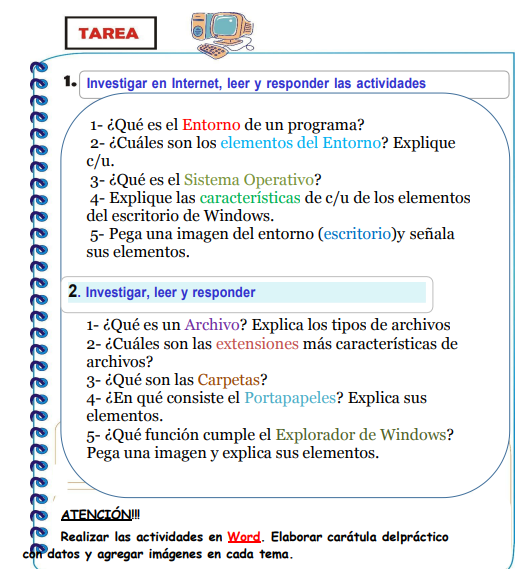 TAREA
1. Investigar en Internet, leer y responder las actividades
1- ¿Qué es el Entorno de un programa?
2- ¿Cuáles son los elementos del Entorno? Explique
c/u.
3- ¿Qué es el Sistema Operativo?
4- Explique las características de c/u de los elementos
del escritorio de Windows.
5- Pega una imagen del entorno (escritorio)y señala
sus elementos.
2. Investigar, leer y responder
1- ¿Qué es un Archivo? Explica los tipos de archivos
2- ¿Cuáles son las extensiones más características de
archivos?
3- ¿Qué son las Carpetas?
4- ¿En qué consiste el Portapapeles? Explica sus
elementos.
5- ¿Qué función cumple el Explorador de Windows?
Pega una imagen y explica sus elementos.
ATENCIÓN!!!
Realizar las actividades en Word. Elaborar carátula delpráctico
con datos y agregar imágenes en cada tema.